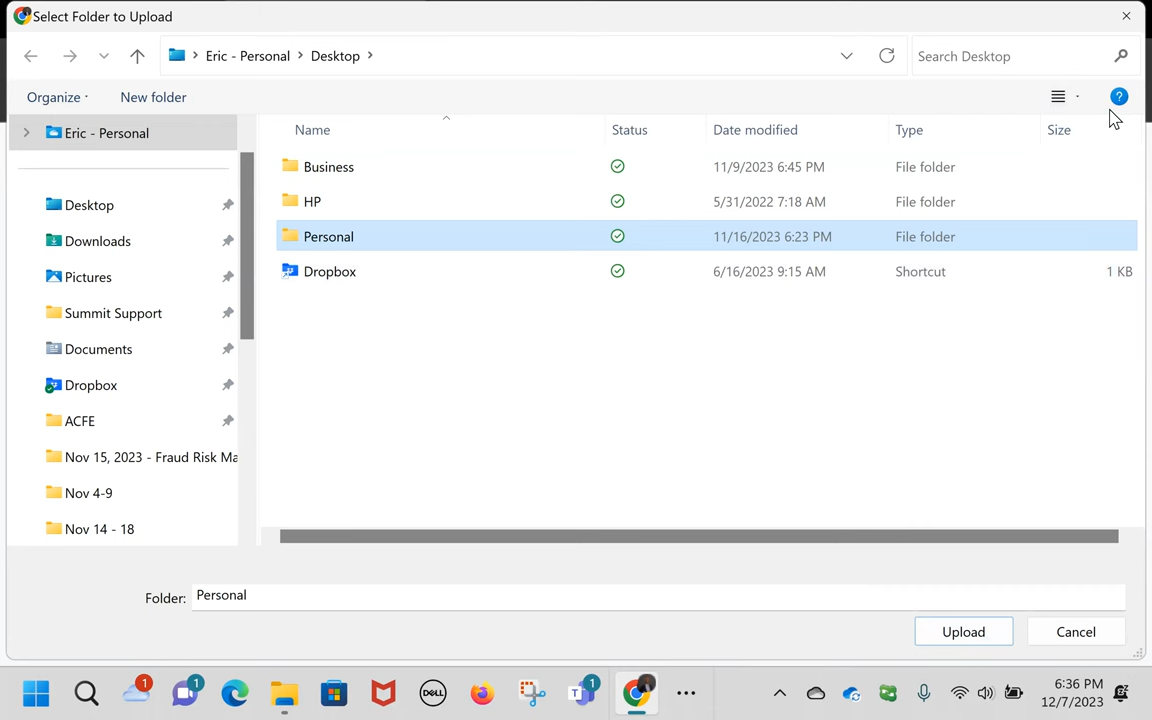 Select Folder to Upload
Eric - Personal > Desktop >
Search Desktop
Organize
New folder
?
Eric - Personal
Name Status Date modified Type Size
Business 11/9/2023 6:45 PM File folder
HP 5/31/2022 7:18 AM File folder
Personal 11/16/2023 6:23 PM File folder
Dropbox 6/16/2023 9:15 AM Shortcut 1 KB
Desktop
Downloads
Pictures
Summit Support
Documents
Dropbox
ACFE
Nov 15, 2023 - Fraud Risk Ma
Nov 4-9
Nov 14 - 18
Folder: Personal
Upload Cancel
1
1
DELL
T 1
6:36 PM
12/7/2023